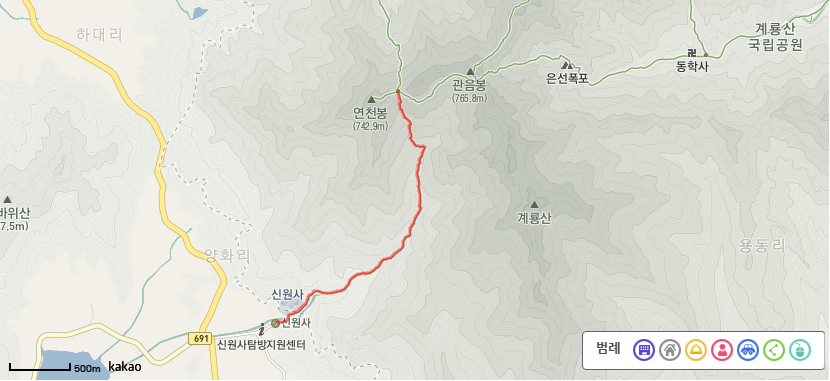 하대리
계룡산
국립공원
동학사
은선폭포
관음봉
(765.8m)
연천봉
(742.9m)
바위산
7.5m)
계룡산
용동리
양화리
신원사
신원사
691
신원사탐방지원센터
범례
500m
kakao